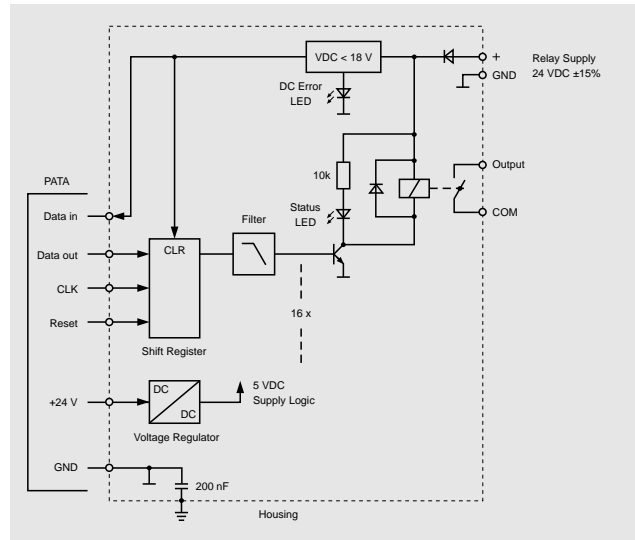 VDC < 18 V
+
Relay Supply
24 VDC ±15%
GND
DC Error
LED
PATA
10k
Output
COM
Data in
Status
LED
Filter
CLR
Data out
CLK
Reset
16 x
Shift Register
DC
DC
5 VDC
Supply Logic
+24 V
Voltage Regulator
GND
200 nF
Housing